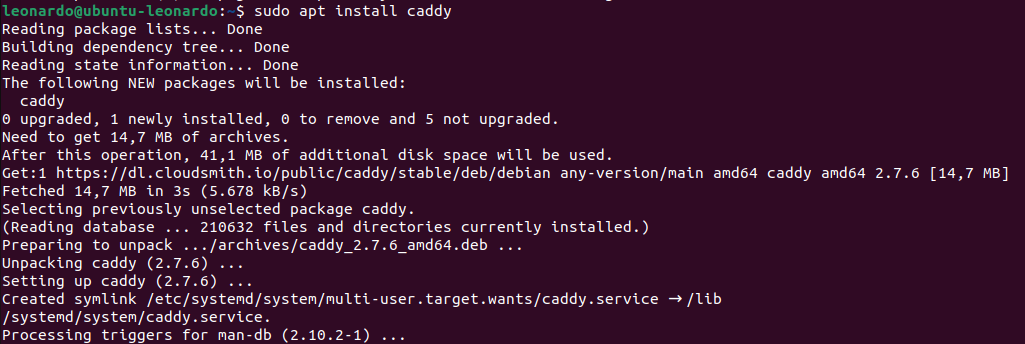 leonardo@ubuntu-leonardo:~$ sudo apt install caddy
Reading package lists... Done
Building dependency tree... Done
Reading state information... Done
The following NEW packages will be installed:
  caddy
0 upgraded, 1 newly installed, 0 to remove and 5 not upgraded.
Need to get 14,7 MB of archives.
After this operation, 41,1 MB of additional disk space will be used.
Get:1 https://dl.cloudsmith.io/public/caddy/stable/deb/debian any-version/main amd64 caddy amd64 2.7.6 [14,7 MB]
Fetched 14,7 MB in 3s (5.678 kB/s)
Selecting previously unselected package caddy.
(Reading database ... 210632 files and directories currently installed.)
Preparing to unpack .../archives/caddy_2.7.6_amd64.deb ...
Unpacking caddy (2.7.6) ...
Setting up caddy (2.7.6) ...
Created symlink /etc/systemd/system/multi-user.target.wants/caddy.service → /lib
/systemd/system/caddy.service.
Processing triggers for man-db (2.10.2-1) ...